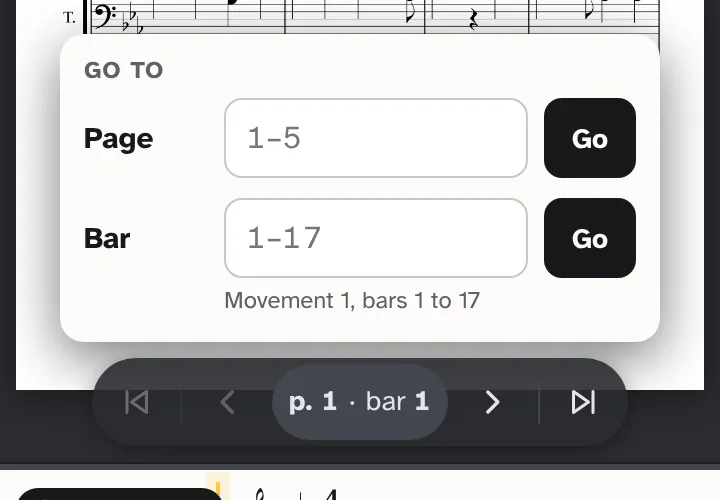 T.
GO TO
Page 1–5 Go
Bar 1–17 Go
Movement 1, bars 1 to 17
p. 1 · bar 1